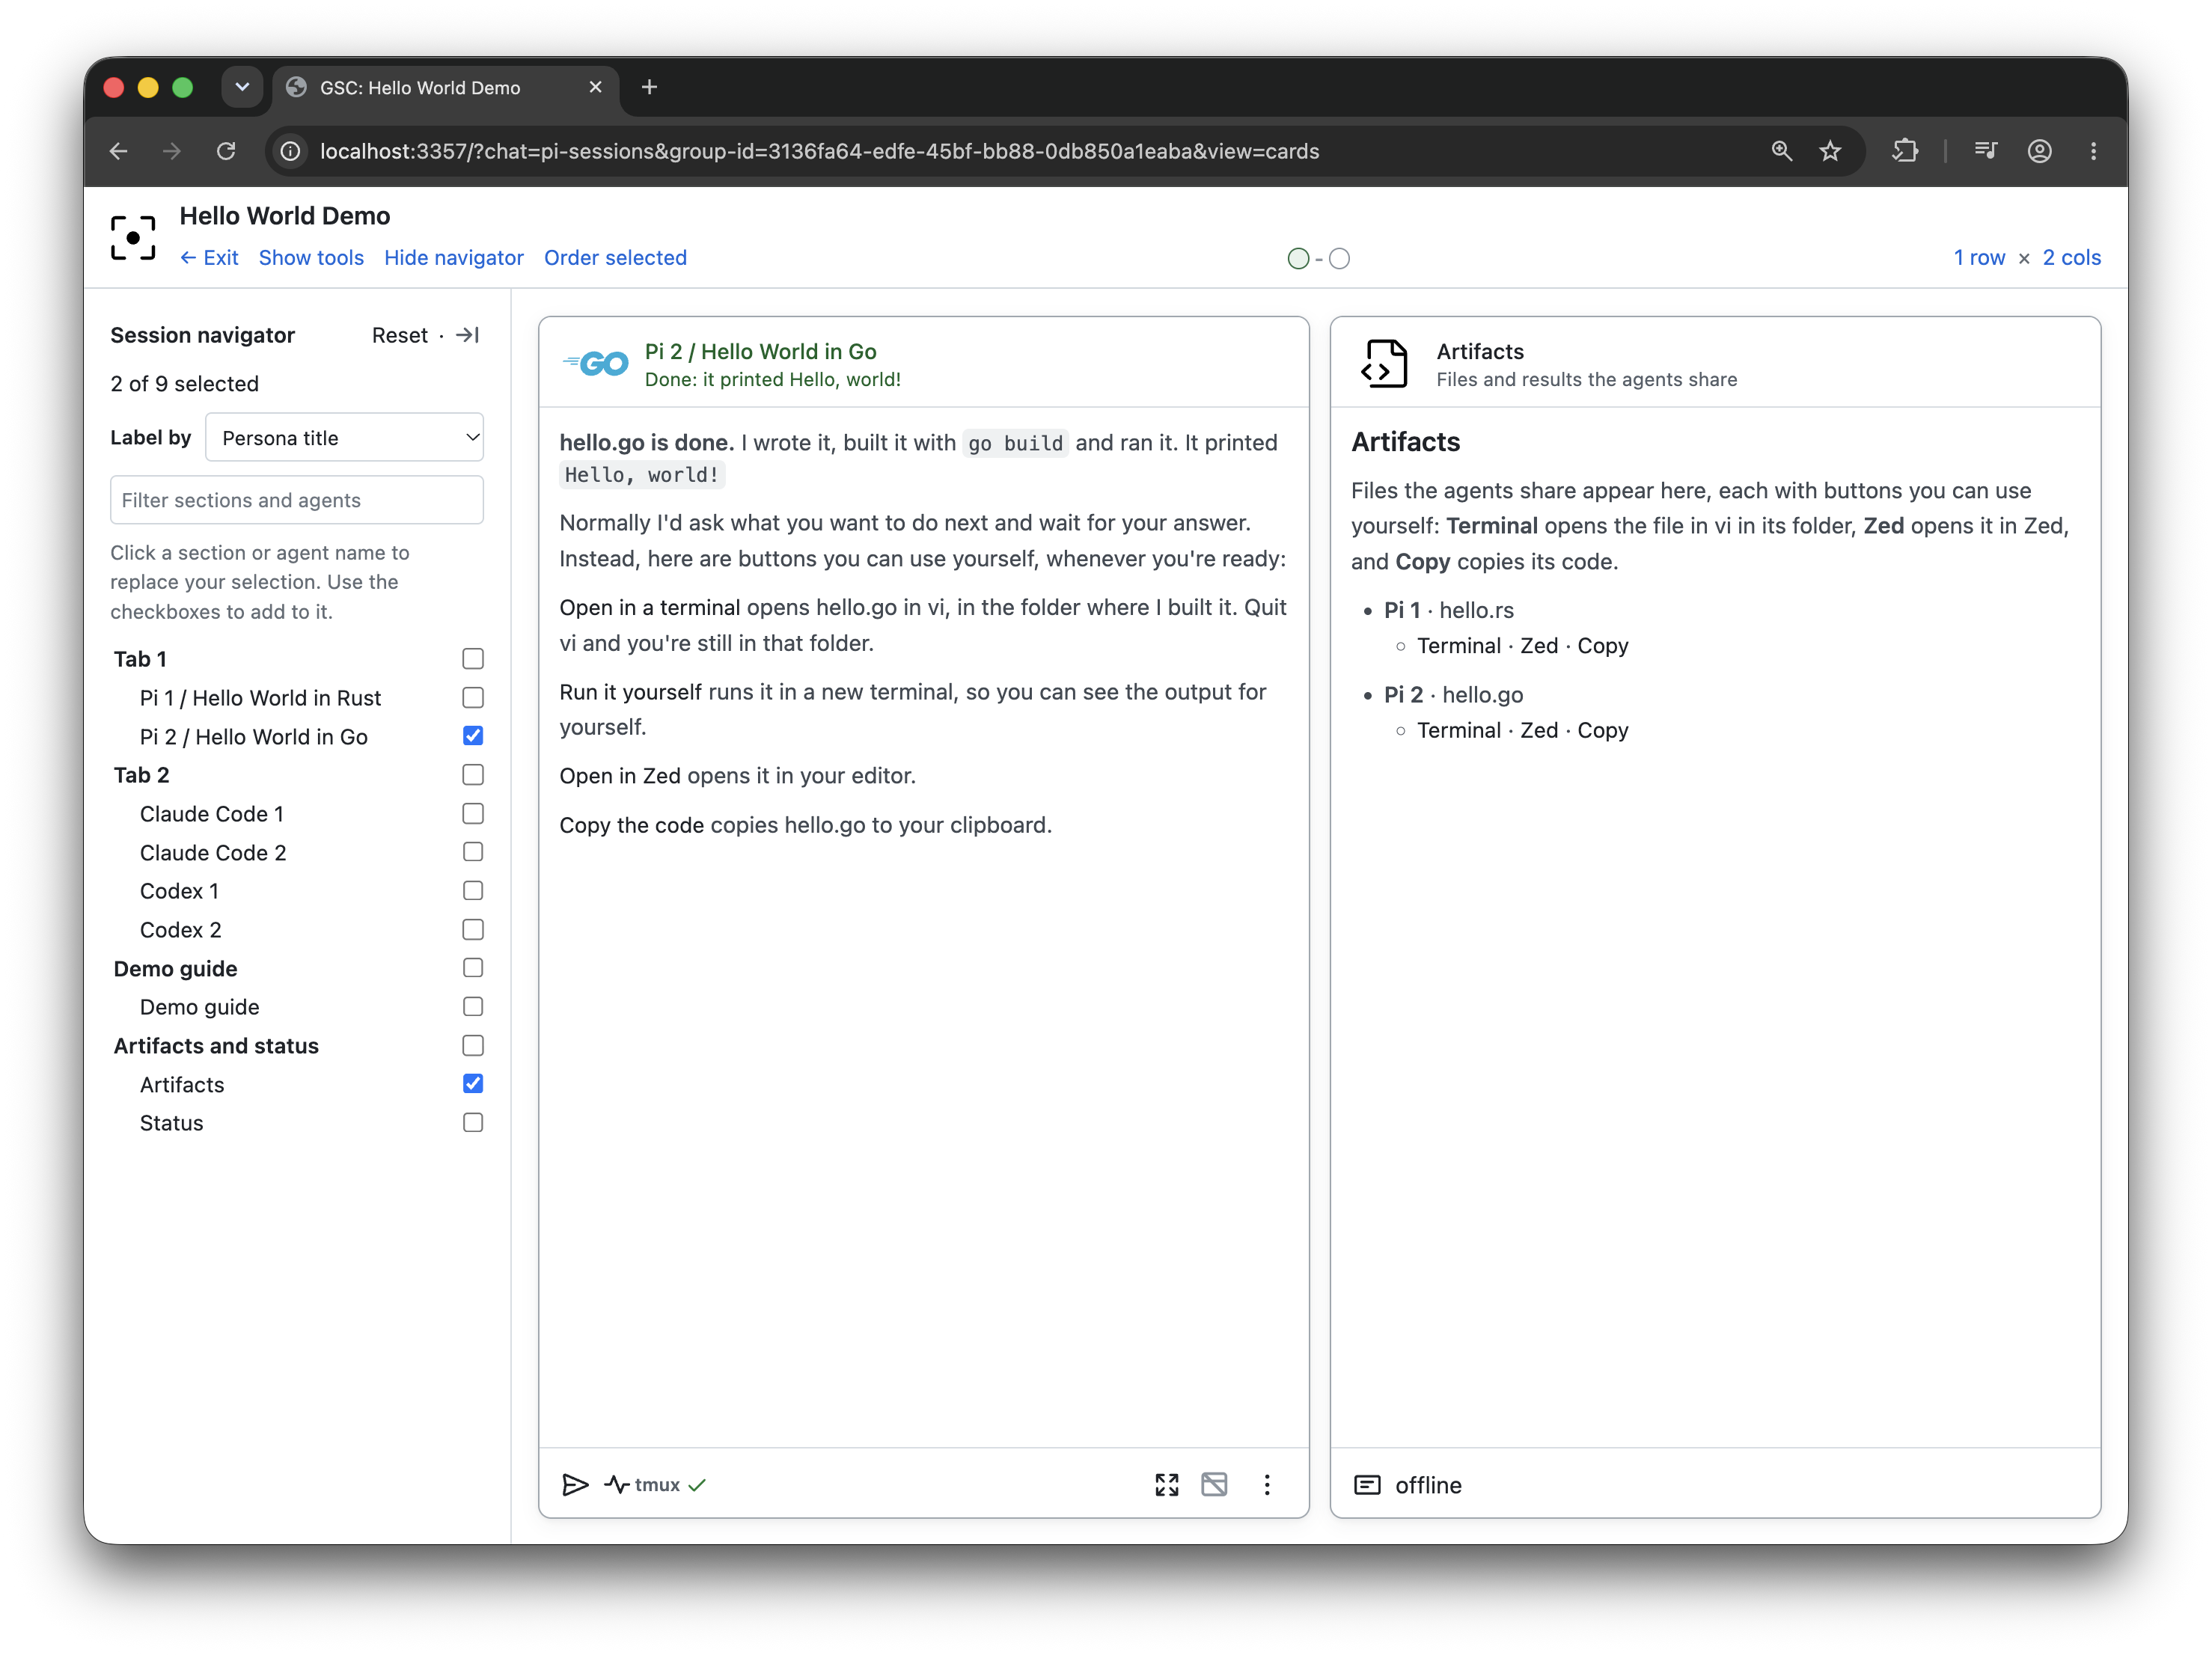 GSC: Hello World Demo
localhost:3357/?chat=pi-sessions&group-id=3136fa64-edfe-45bf-bb88-0db850a1eaba&view=cards
Hello World Demo
← Exit Show tools Hide navigator Order selected
1 row × 2 cols
Session navigator
Reset ·
2 of 9 selected
Label by Persona title
Filter sections and agents
Click a section or agent name to
replace your selection. Use the
checkboxes to add to it.
Tab 1
Pi 1 / Hello World in Rust
Pi 2 / Hello World in Go
Tab 2
Claude Code 1
Claude Code 2
Codex 1
Codex 2
Demo guide
Demo guide
Artifacts and status
Artifacts
Status
GO
Pi 2 / Hello World in Go
Done: it printed Hello, world!
hello.go is done. I wrote it, built it with go build and ran it. It printed
Hello, world!
Normally I'd ask what you want to do next and wait for your answer.
Instead, here are buttons you can use yourself, whenever you're ready:
Open in a terminal opens hello.go in vi, in the folder where I built it. Quit
vi and you're still in that folder.
Run it yourself runs it in a new terminal, so you can see the output for
yourself.
Open in Zed opens it in your editor.
Copy the code copies hello.go to your clipboard.
tmux
Artifacts
Files and results the agents share
Artifacts
Files the agents share appear here, each with buttons you can use
yourself: Terminal opens the file in vi in its folder, Zed opens it in Zed,
and Copy copies its code.
• Pi 1 · hello.rs
○ Terminal · Zed · Copy
• Pi 2 · hello.go
○ Terminal · Zed · Copy
offline